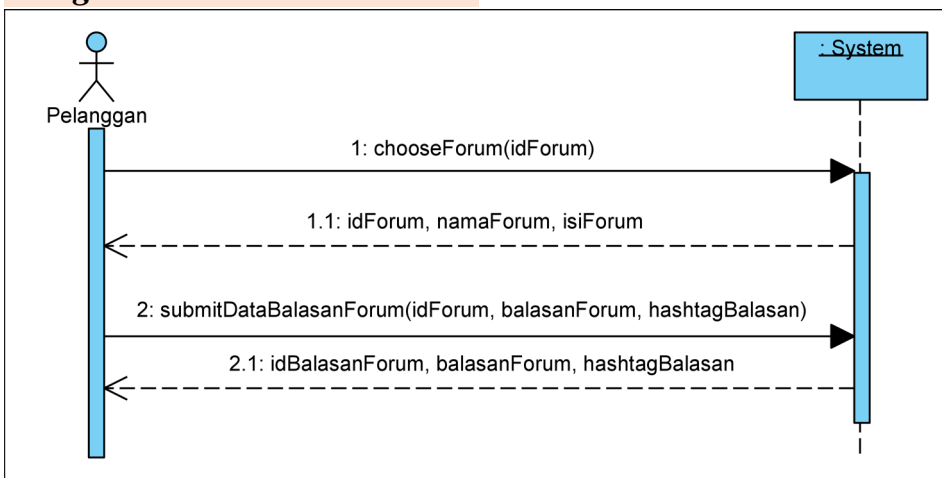 : System
Pelanggan
1: chooseForum(idForum)
1.1: idForum, namaForum, isiForum
2: submitDataBalasanForum(idForum, balasanForum, hashtagBalasan)
2.1: idBalasanForum, balasanForum, hashtagBalasan